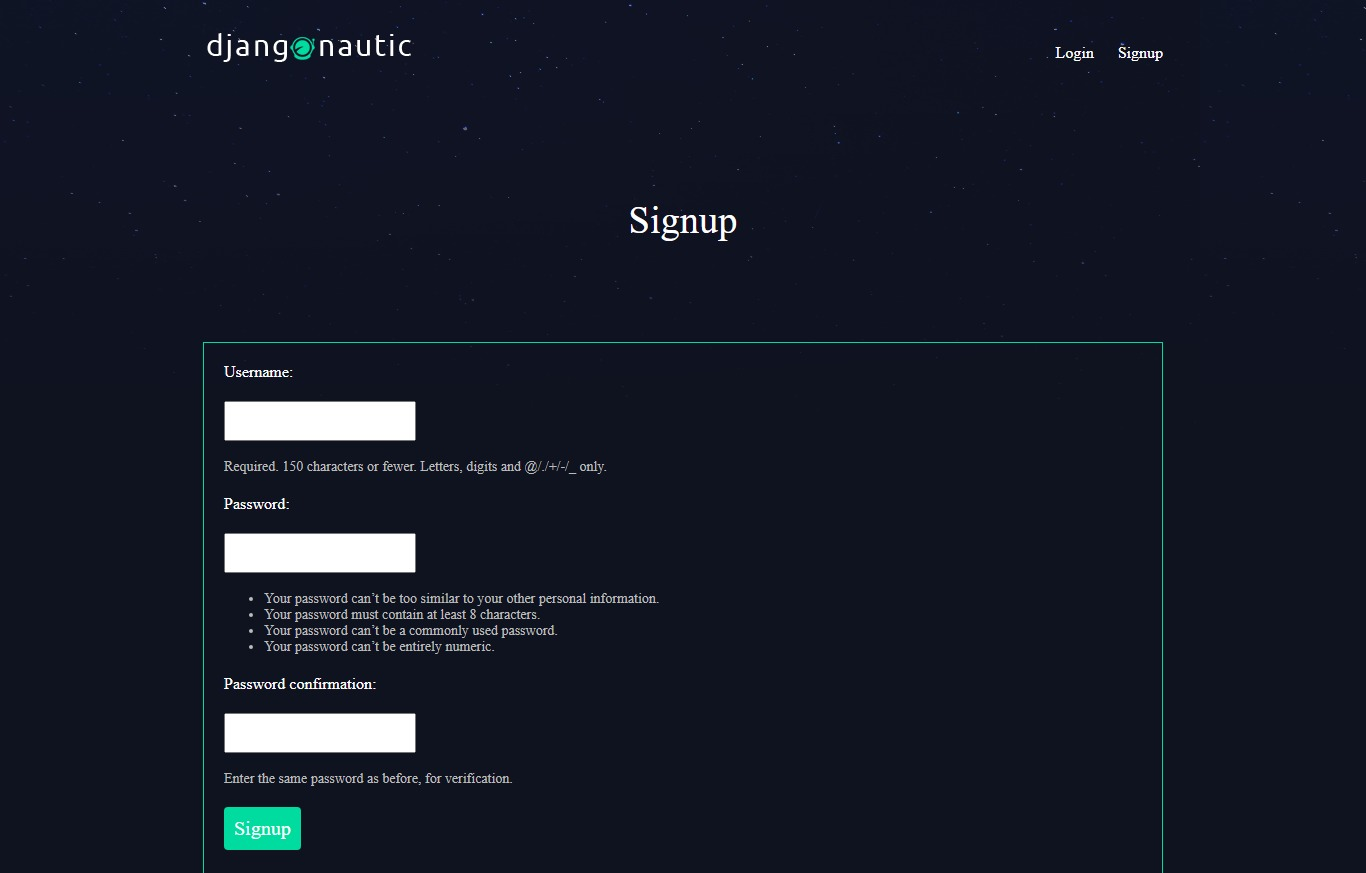 djangonautic
Login Signup
Signup
Username:
Required. 150 characters or fewer. Letters, digits and @/./+/-/_ only.
Password:
Your password can’t be too similar to your other personal information.
Your password must contain at least 8 characters.
Your password can’t be a commonly used password.
Your password can’t be entirely numeric.
Password confirmation:
Enter the same password as before, for verification.
Signup